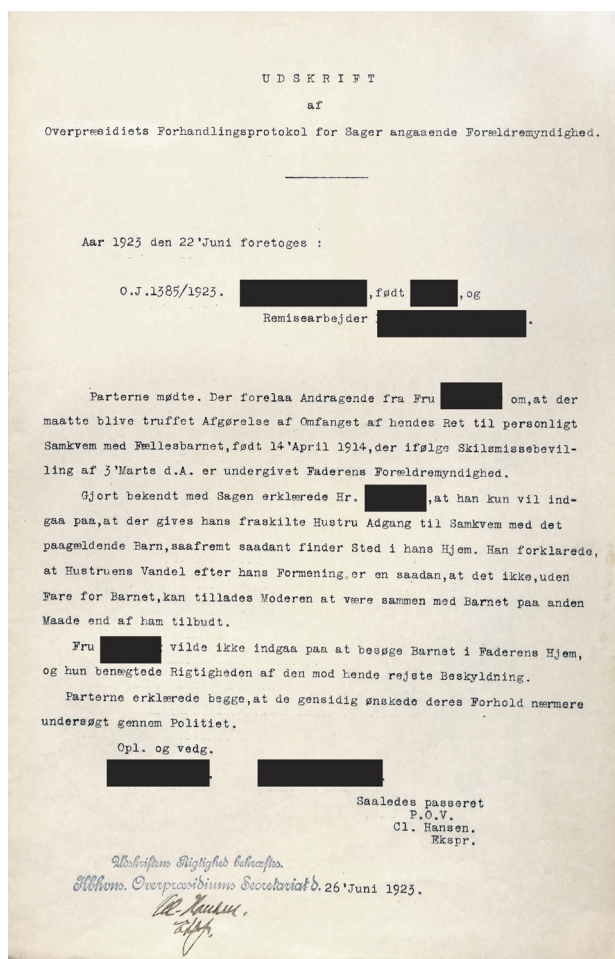 UDSKRIFT
af
Overpræsidiets Forhandlingsprotokol for Sager angaaende Forældremyndighed.
Aar 1923 den 22'Juni foretoges :
O.J.1385/1923. ,født ,og
Remisearbejder .
Parterne mødte. Der forelaa Andragende fra Fru om,at der
maatte blive truffet Afgørelse af Omfanget af hendes Ret til personligt
Samkvem med Fællesbarnet,født 14'April 1914,der ifølge Skilsmissebevil-
ling af 3'Marts d.A. er undergivet Faderens Forældremyndighed.
Gjort bekendt med Sagen erklærede Hr. ,at han kun vil ind-
gaa paa,at der gives hans fraskilte Hustru Adgang til Samkvem med det
paagældende Barn,saafremt saadant finder Sted i hans Hjem. Han forklarede,
at Hustruens Vandel efter hans Formening er en saadan,at det ikke,uden
Fare for Barnet,kan tillades Moderen at være sammen med Barnet paa anden
Maade end af ham tilbudt.
Fru vilde ikke indgaa paa at besøge Barnet i Faderens Hjem,
og hun benægtede Rigtigheden af den mod hende rejste Beskyldning.
Parterne erklærede begge,at de gensidig ønskede deres Forhold nærmere
undersøgt gennem Politiet.
Opl. og vedg.
Saaledes passeret
P.O.V.
Cl. Hansen.
Ekspr.
Udskriftens Rigtighed bekræftes.
Kbhvns. Overpræsidiums Secretariat d. 26'Juni 1923.
Cl. Hansen.